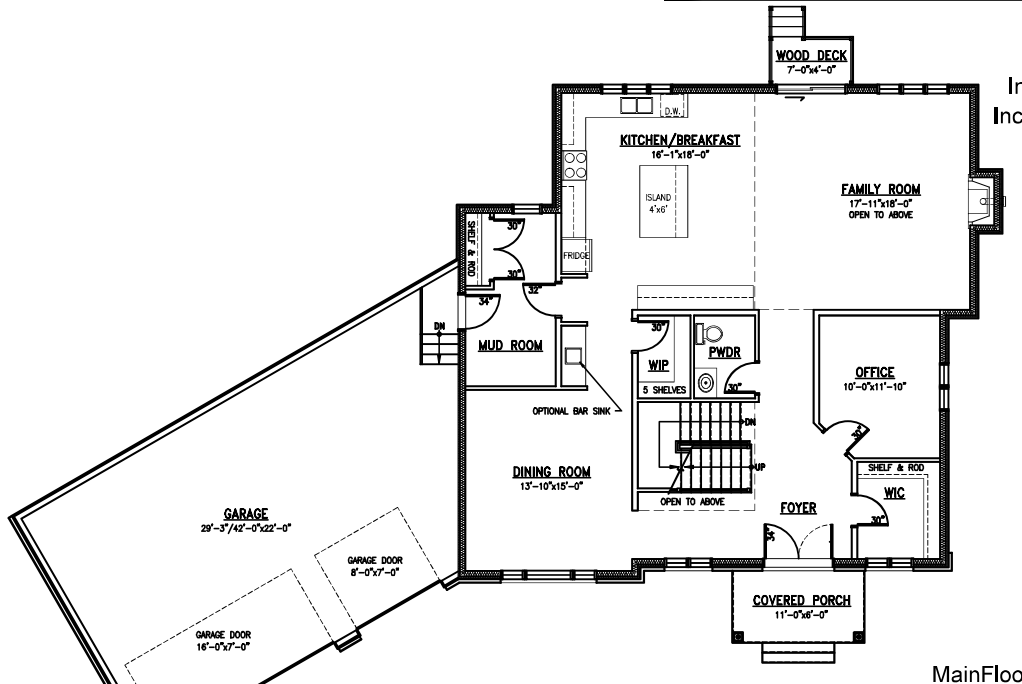 WOOD DECK
7'-0"x4'-0"
In
Inc
D.W.
KITCHEN/BREAKFAST
16'-1"x18'-0"
ISLAND
4'x6'
FAMILY ROOM
17'-11"x18'-0"
OPEN TO ABOVE
SHELF & ROD
30"
30"
FRIDGE
34"
32"
DN
MUD ROOM
30"
WIP
5 SHELVES
PWDR
30"
OFFICE
10'-0"x11'-10"
30"
OPTIONAL BAR SINK
DN
UP
OPEN TO ABOVE
DINING ROOM
13'-10"x15'-0"
SHELF & ROD
WIC
30"
FOYER
34"
GARAGE
29'-3"/42'-0"x22'-0"
GARAGE DOOR
8'-0"x7'-0"
GARAGE DOOR
16'-0"x7'-0"
COVERED PORCH
11'-0"x6'-0"
MainFloo